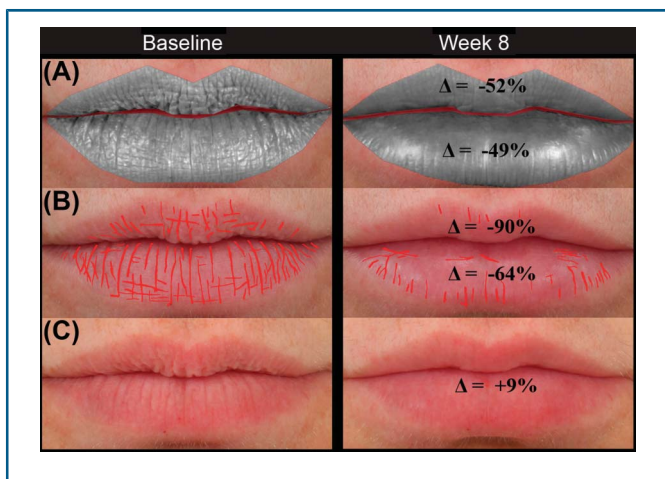 Baseline Week 8
(A)
Δ = -52%
Δ = -49%
(B)
Δ = -90%
Δ = -64%
(C)
Δ = +9%